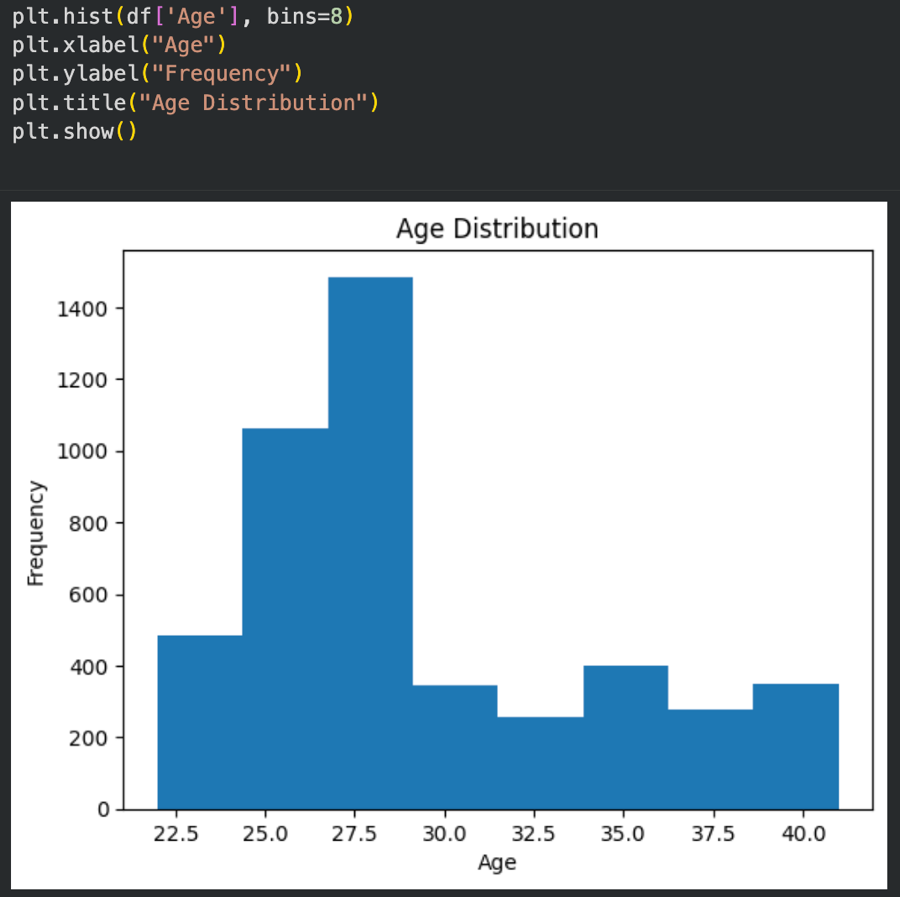 plt.hist(df['Age'], bins=8)
plt.xlabel("Age")
plt.ylabel("Frequency")
plt.title("Age Distribution")
plt.show()
Age Distribution
1400
1200
1000
800
600
400
200
0
Frequency
22.5 25.0 27.5 30.0 32.5 35.0 37.5 40.0
Age